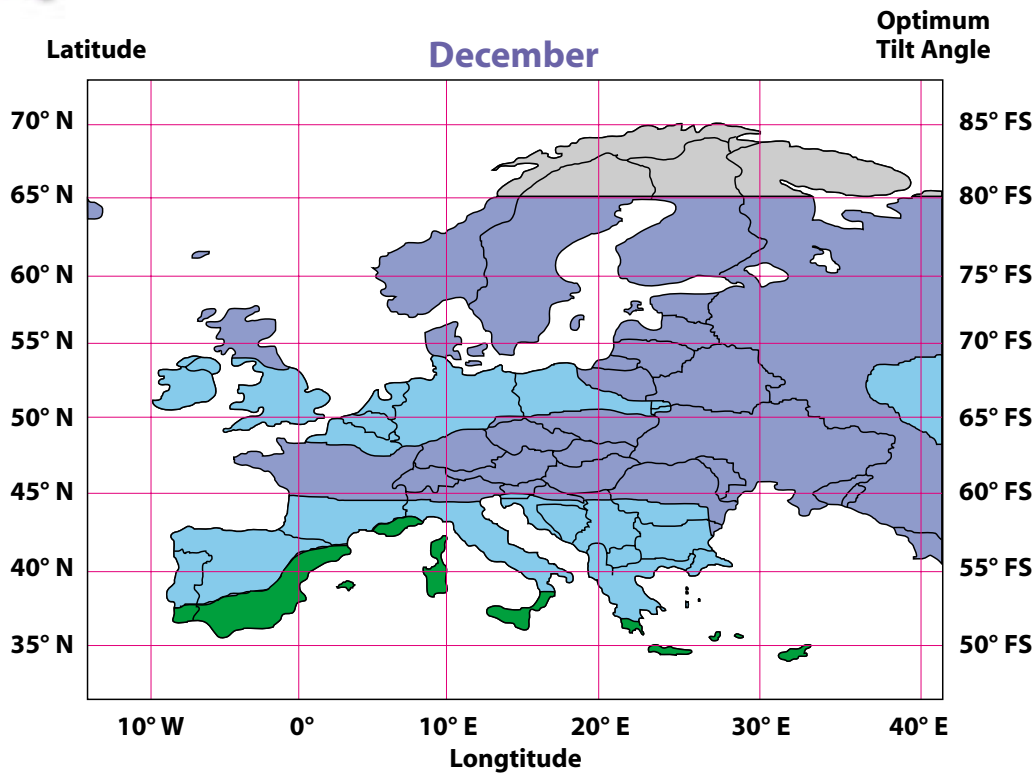 Optimum
Latitude December Tilt Angle
70° N 85° FS
65° N 80° FS
60° N 75° FS
55° N 70° FS
50° N 65° FS
45° N 60° FS
40° N 55° FS
35° N 50° FS
10° W 0° 10° E 20° E 30° E 40° E
Longtitude